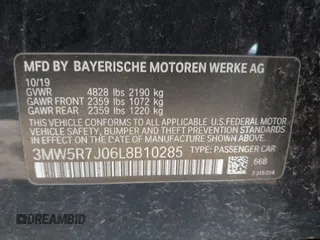 MFD BY BAYERISCHE MOTOREN WERKE AG
10/19
GVWR 4828 lbs 2190 kg
GAWR FRONT 2359 lbs 1072 kg
GAWR REAR 2359 lbs 1220 kg
THIS VEHICLE CONFORMS TO ALL APPLICABLE
U.S. FEDERAL MOTOR VEHICLE SAFETY,
BUMPER, AND THEFT PREVENTION STANDARDS
IN EFFECT ON THE DATE OF MANUFACTURE
SHOWN ABOVE.
3MW5R7J06L8B10285 TYPE: PASSENGER CAR
668
© DREAMBID
DREAMBID.COM